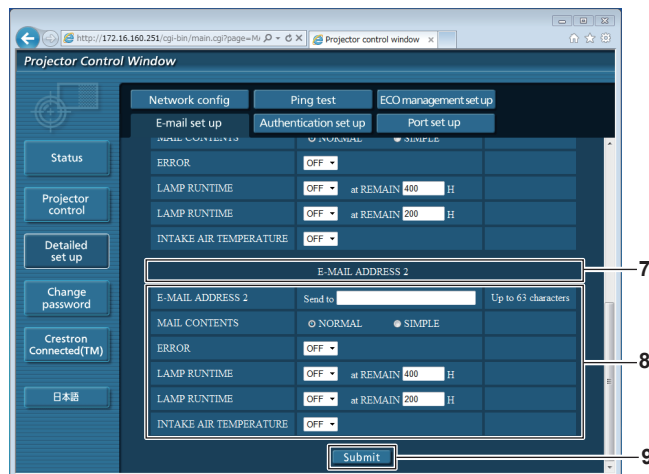 http://172.16.160.251/cgi-bin/main.cgi?page=M
Projector control window
Projector Control Window
Network config Ping test ECO management set up
E-mail set up Authentication set up Port set up
MAIL CONTENTS NORMAL SIMPLE
Status
ERROR OFF
LAMP RUNTIME OFF at REMAIN 400 H
Projector control
LAMP RUNTIME OFF at REMAIN 200 H
INTAKE AIR TEMPERATURE OFF
Detailed set up
E-MAIL ADDRESS 2 7
Change password
E-MAIL ADDRESS 2 Send to Up to 63 characters
MAIL CONTENTS NORMAL SIMPLE
Crestron Connected(TM)
ERROR OFF
8
LAMP RUNTIME OFF at REMAIN 400 H
日本語
LAMP RUNTIME OFF at REMAIN 200 H
INTAKE AIR TEMPERATURE OFF
Submit 9